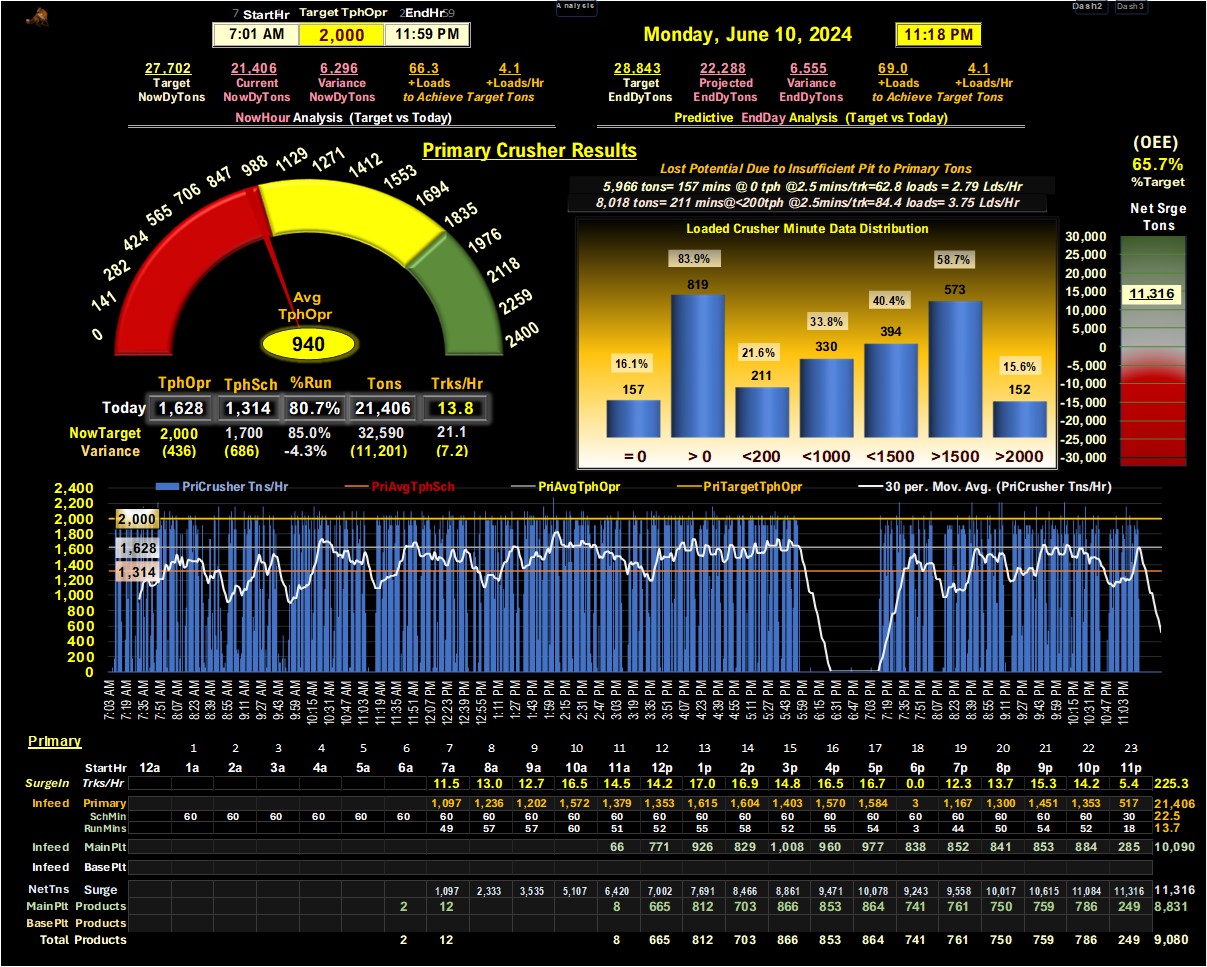 Analysis
Dash2 Dash3
7 StartHr Target TphOpr 2EndHr59
7:01 AM 2,000 11:59 PM
Monday, June 10, 2024 11:18 PM
27,702 21,406 6,296 66.3 4.1
Target Current Variance +Loads +Loads/Hr
NowDyTons NowDyTons NowDyTons to Achieve Target Tons
NowHour Analysis (Target vs Today)
28,843 22,288 6,555 69.0 4.1
Target Projected Variance +Loads +Loads/Hr
EndDyTons EndDyTons EndDyTons to Achieve Target Tons
Predictive EndDay Analysis (Target vs Today)
Primary Crusher Results
(OEE)
65.7%
%Target
Net Srge
Tons
30,000
25,000
20,000
15,000
10,000
5,000
0
-5,000
-10,000
-15,000
-20,000
-25,000
-30,000
11,316
0 141 282 424 565 706 847 988 1129 1271 1412 1553 1694 1835 1976 2118 2259 2400
Avg
TphOpr
940
Lost Potential Due to Insufficient Pit to Primary Tons
5,966 tons= 157 mins @ 0 tph @2.5 mins/trk=62.8 loads = 2.79 Lds/Hr
8,018 tons= 211 mins@<200tph @2.5mins/trk=84.4 loads= 3.75 Lds/Hr
Loaded Crusher Minute Data Distribution
16.1% 83.9% 21.6% 33.8% 40.4% 58.7% 15.6%
157 819 211 330 394 573 152
= 0 > 0 <200 <1000 <1500 >1500 >2000
TphOpr TphSch %Run Tons Trks/Hr
Today 1,628 1,314 80.7% 21,406 13.8
NowTarget 2,000 1,700 85.0% 32,590 21.1
Variance (436) (686) -4.3% (11,201) (7.2)
PriCrusher Tns/Hr PriAvgTphSch PriAvgTphOpr PriTargetTphOpr 30 per. Mov. Avg. (PriCrusher Tns/Hr)
2,400
2,200
2,000
1,800
1,600
1,400
1,200
1,000
800
600
400
200
0
2,000
1,628
1,314
7:03 AM 7:19 AM 7:35 AM 7:51 AM 8:07 AM 8:23 AM 8:39 AM 8:55 AM 9:11 AM 9:27 AM 9:43 AM 9:59 AM 10:15 AM 10:31 AM 10:47 AM 11:03 AM 11:19 AM 11:35 AM 11:51 AM 12:07 PM 12:23 PM 12:39 PM 12:55 PM 1:11 PM 1:27 PM 1:43 PM 1:59 PM 2:15 PM 2:31 PM 2:47 PM 3:03 PM 3:19 PM 3:35 PM 3:51 PM 4:07 PM 4:23 PM 4:39 PM 4:55 PM 5:11 PM 5:27 PM 5:43 PM 5:59 PM 6:15 PM 6:31 PM 6:47 PM 7:03 PM 7:19 PM 7:35 PM 7:51 PM 8:07 PM 8:23 PM 8:39 PM 8:55 PM 9:11 PM 9:27 PM 9:43 PM 9:59 PM 10:15 PM 10:31 PM 10:47 PM 11:03 PM
Primary
1 2 3 4 5 6 7 8 9 10 11 12 13 14 15 16 17 18 19 20 21 22 23
StartHr 12a 1a 2a 3a 4a 5a 6a 7a 8a 9a 10a 11a 12p 1p 2p 3p 4p 5p 6p 7p 8p 9p 10p 11p
SurgeIn Trks/Hr 11.5 13.0 12.7 16.5 14.5 14.2 17.0 16.9 14.8 16.5 16.7 0.0 12.3 13.7 15.3 14.2 5.4 225.3
Infeed Primary 1,097 1,236 1,202 1,572 1,379 1,353 1,615 1,604 1,403 1,570 1,584 3 1,167 1,300 1,451 1,353 517 21,406
SchMin 60 60 60 60 60 60 60 60 60 60 60 60 60 60 60 60 60 60 60 60 60 60 30 22.5
RunMins 49 57 57 60 51 52 55 58 52 55 54 3 44 50 54 52 18 13.7
Infeed MainPlt 66 771 926 829 1,008 960 977 838 852 841 853 884 285 10,090
Infeed BasePlt
NetTns Surge 1,097 2,333 3,535 5,107 6,420 7,002 7,691 8,466 8,861 9,471 10,078 9,243 9,558 10,017 10,615 11,084 11,316 11,316
MainPlt Products 2 12 8 665 812 703 866 853 864 741 761 750 759 786 249 8,831
BasePlt Products
Total Products 2 12 8 665 812 703 866 853 864 741 761 750 759 786 249 9,080